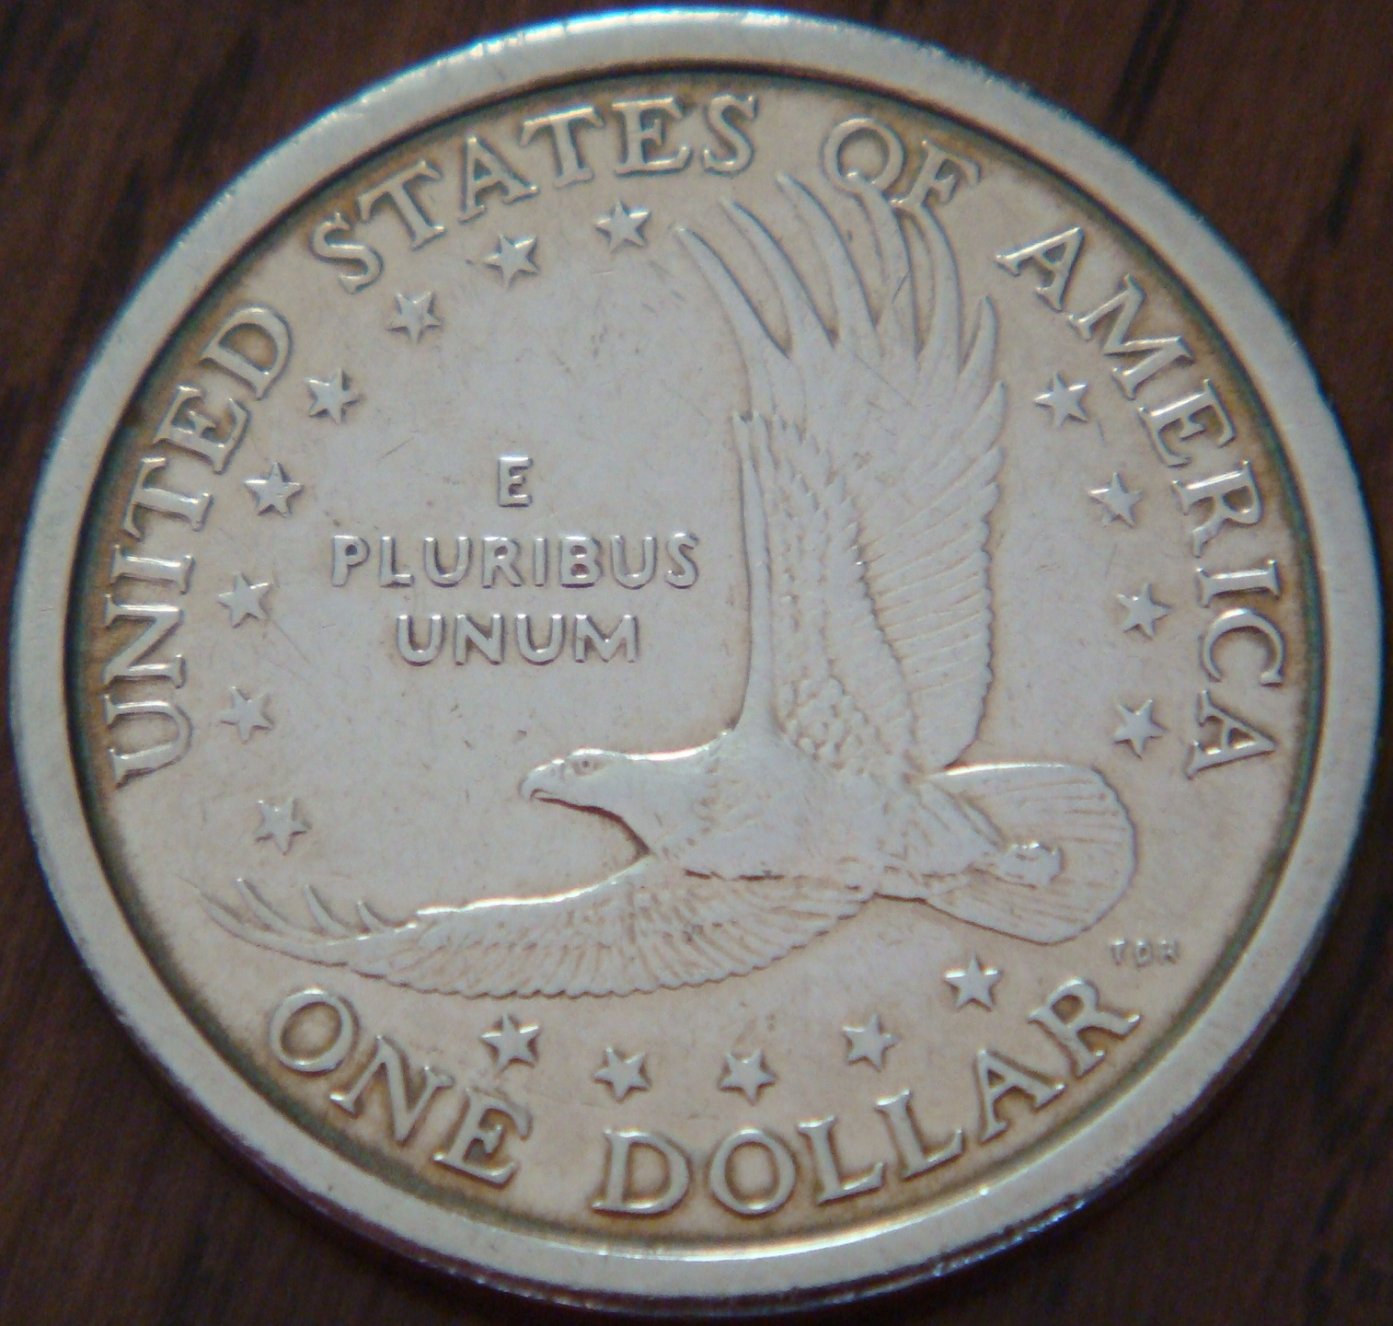 UNITED STATES OF AMERICA
E
PLURIBUS
UNUM
TDR
ONE DOLLAR